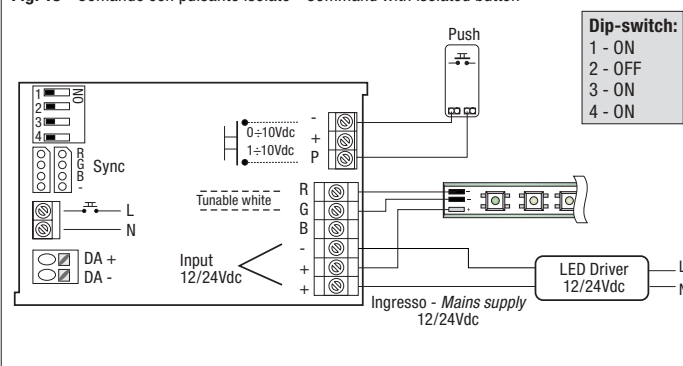 Fig. 18 - Comando con pulsante isolato - Command with isolated button
Dip-switch:
1 - ON
2 - OFF
3 - ON
4 - ON
Push
1
2
3
4
ON
R
G
B
-
Sync
L
N
DA +
DA -
0÷10Vdc
1÷10Vdc
-
+
P
Tunable white
R
G
B
-
+
+
Input
12/24Vdc
-
-
+
LED Driver
12/24Vdc
L
N
Ingresso - Mains supply
12/24Vdc